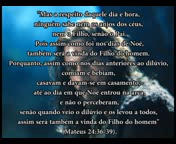 "Mas a respeito daquele dia e hora,
ninguém sabe nem os anjos dos céus,
nem o Filho, senão o Pai.
Pois assim como foi nos dias de Noé,
também será a vinda do Filho do homem.
Porquanto, assim como nos dias anteriores ao dilúvio,
comiam e bebiam,
casavam e davam-se em casamento,
até ao dia em que Noé entrou na arca,
e não o perceberam,
senão quando veio o dilúvio e os levou a todos,
assim será também a vinda do Filho do homem"
(Mateus 24:36-39).